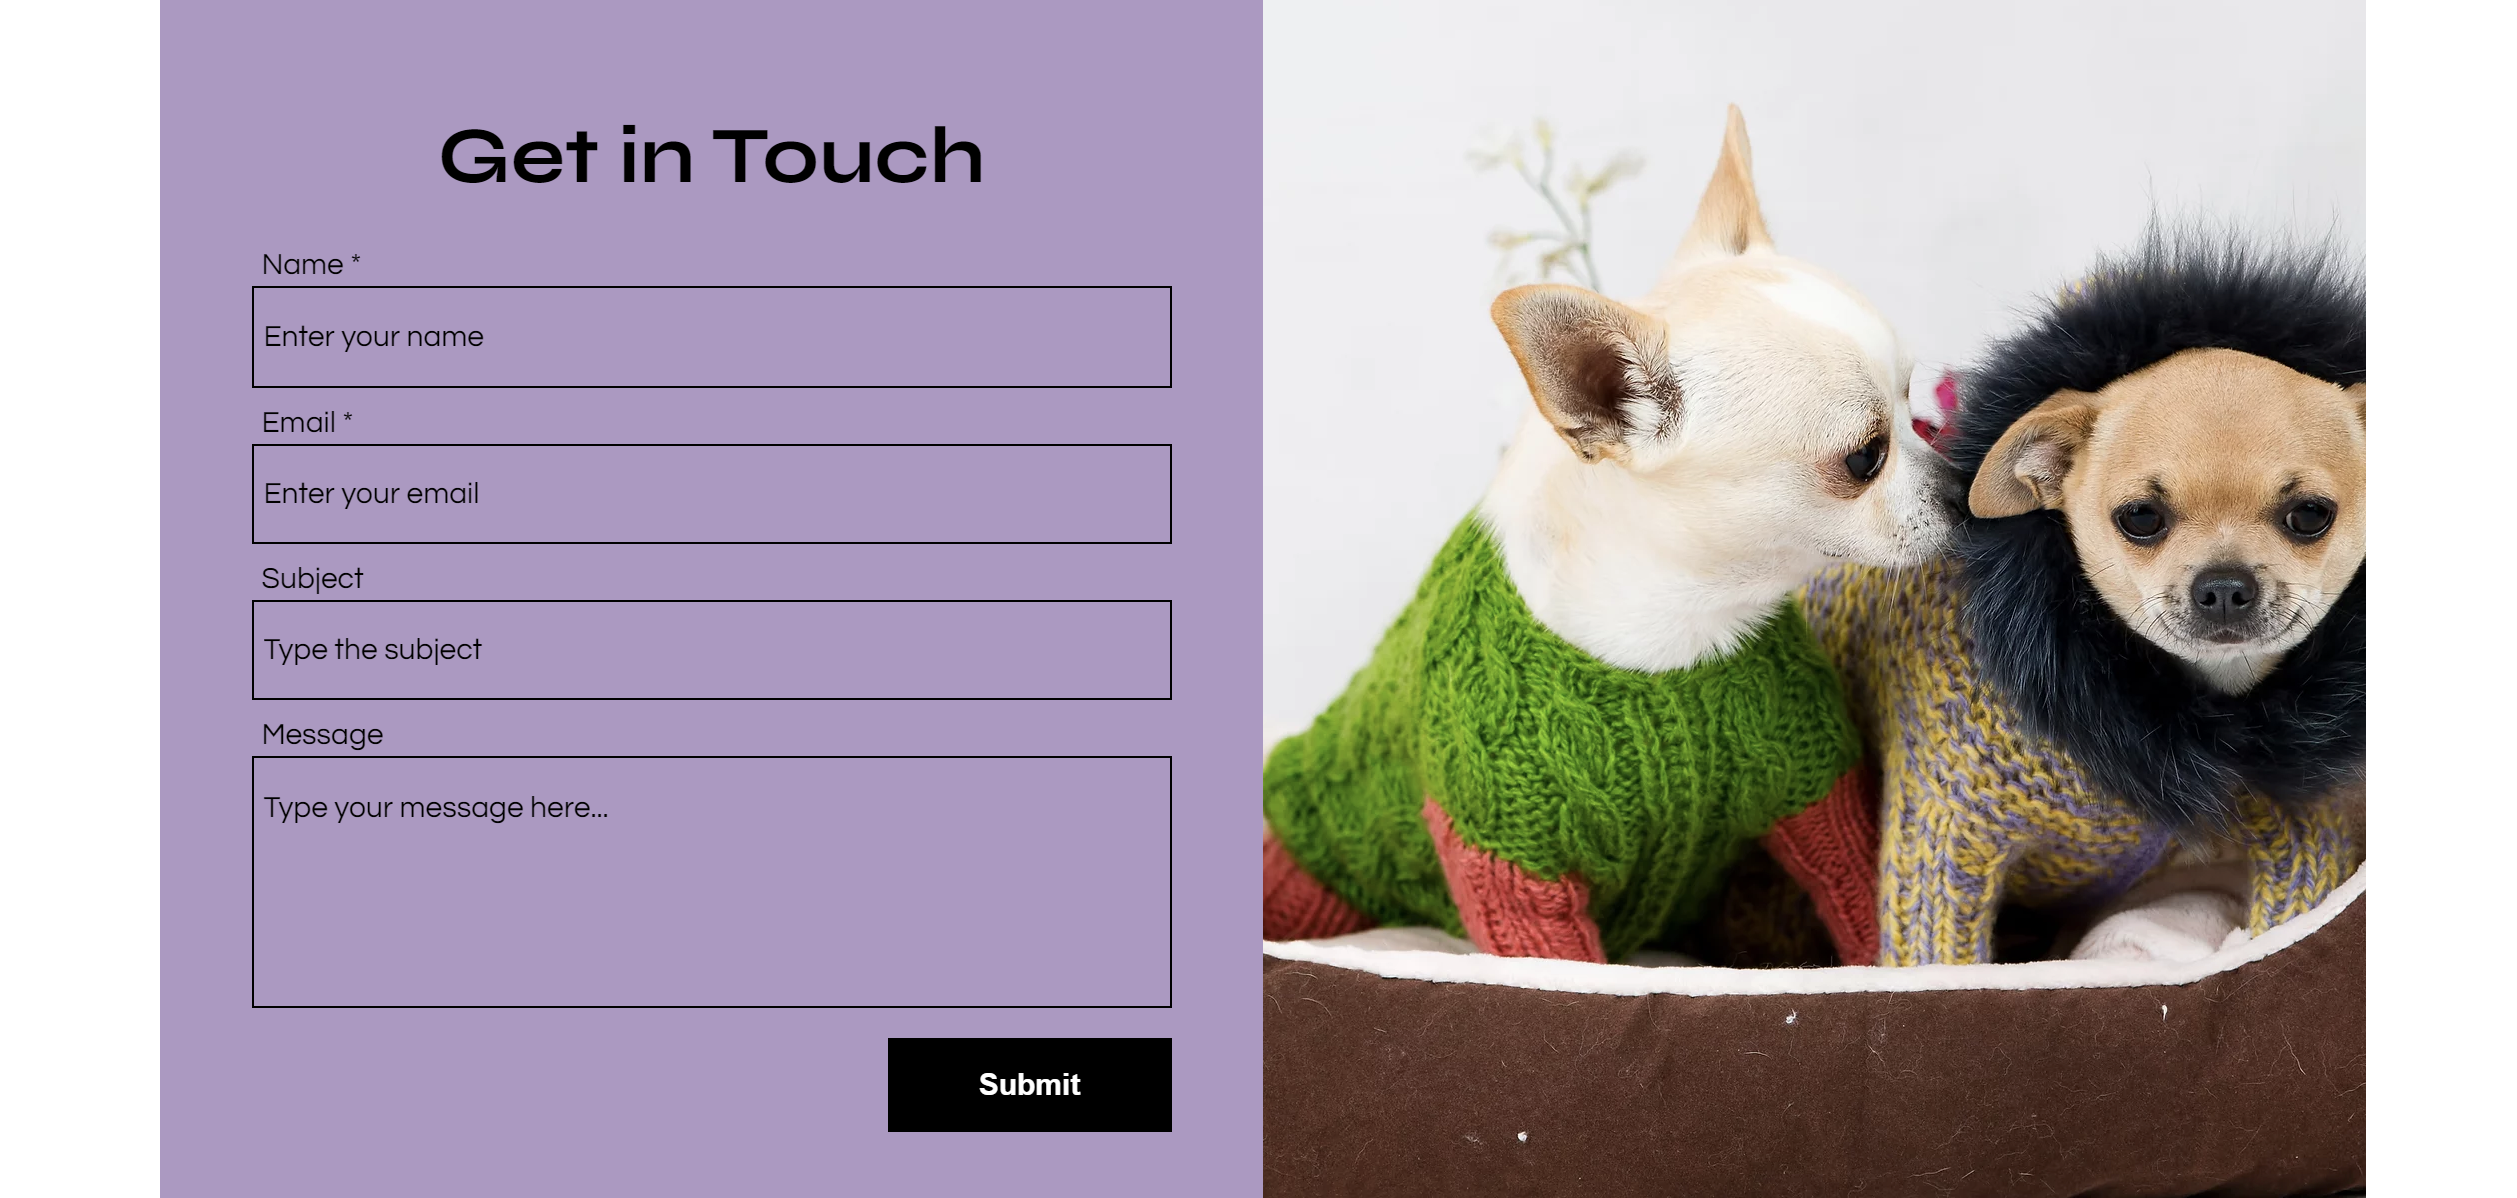 Get in Touch
Name *
Enter your name
Email *
Enter your email
Subject
Type the subject
Message
Type your message here...
Submit